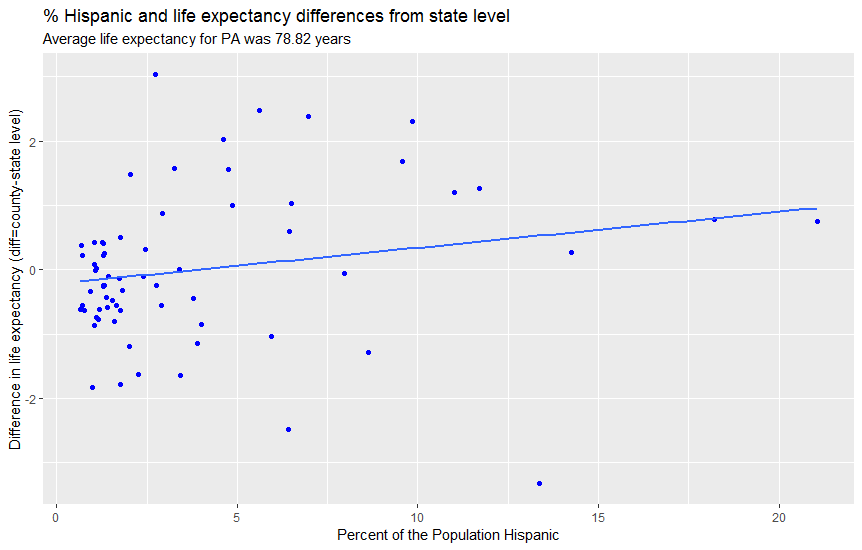 % Hispanic and life expectancy differences from state level
Average life expectancy for PA was 78.82 years
Difference in life expectancy (diff=county-state level)
2
0
-2
0
5
10
15
20
Percent of the Population Hispanic